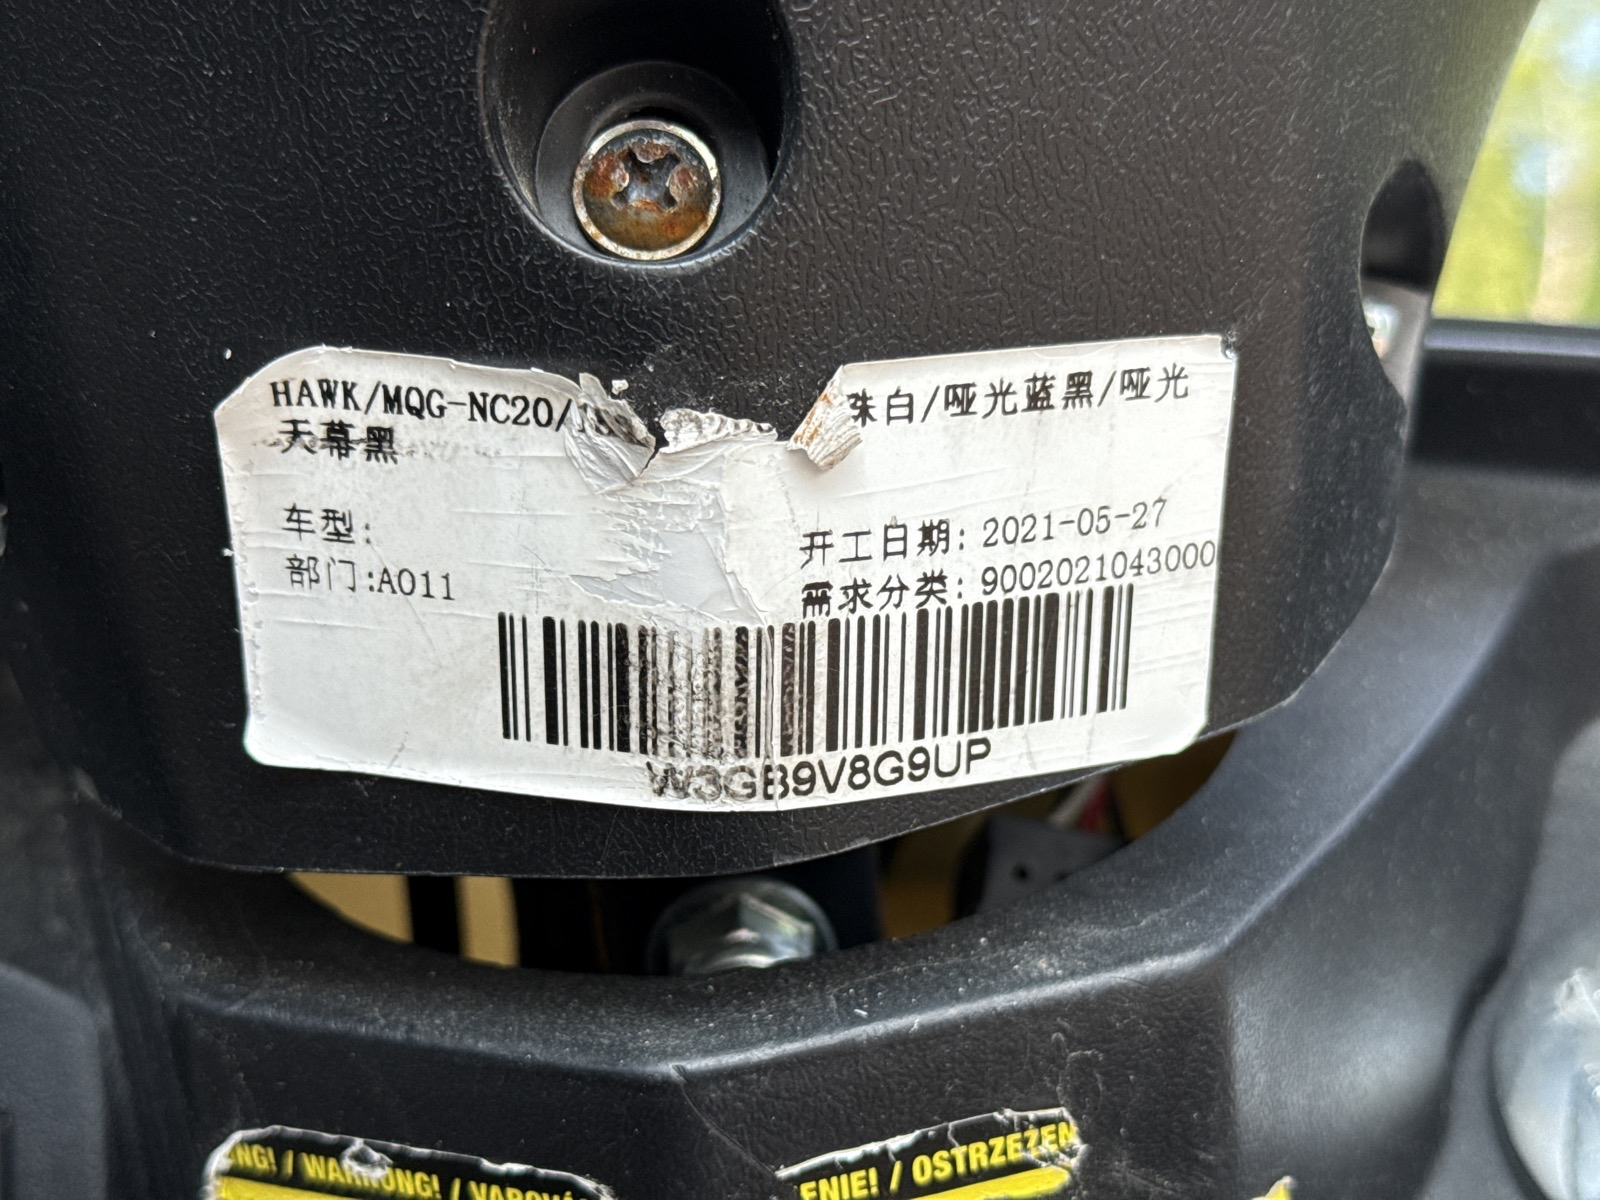 HAWK/MQG-NC20/
珠白/哑光蓝黑/哑光
天幕黑
车型:
开工日期: 2021-05-27
部门:A011
需求分类: 9002021043000
W3GB9V8G9UP
/ WARNUNG! /
/ OSTRZEŻEN